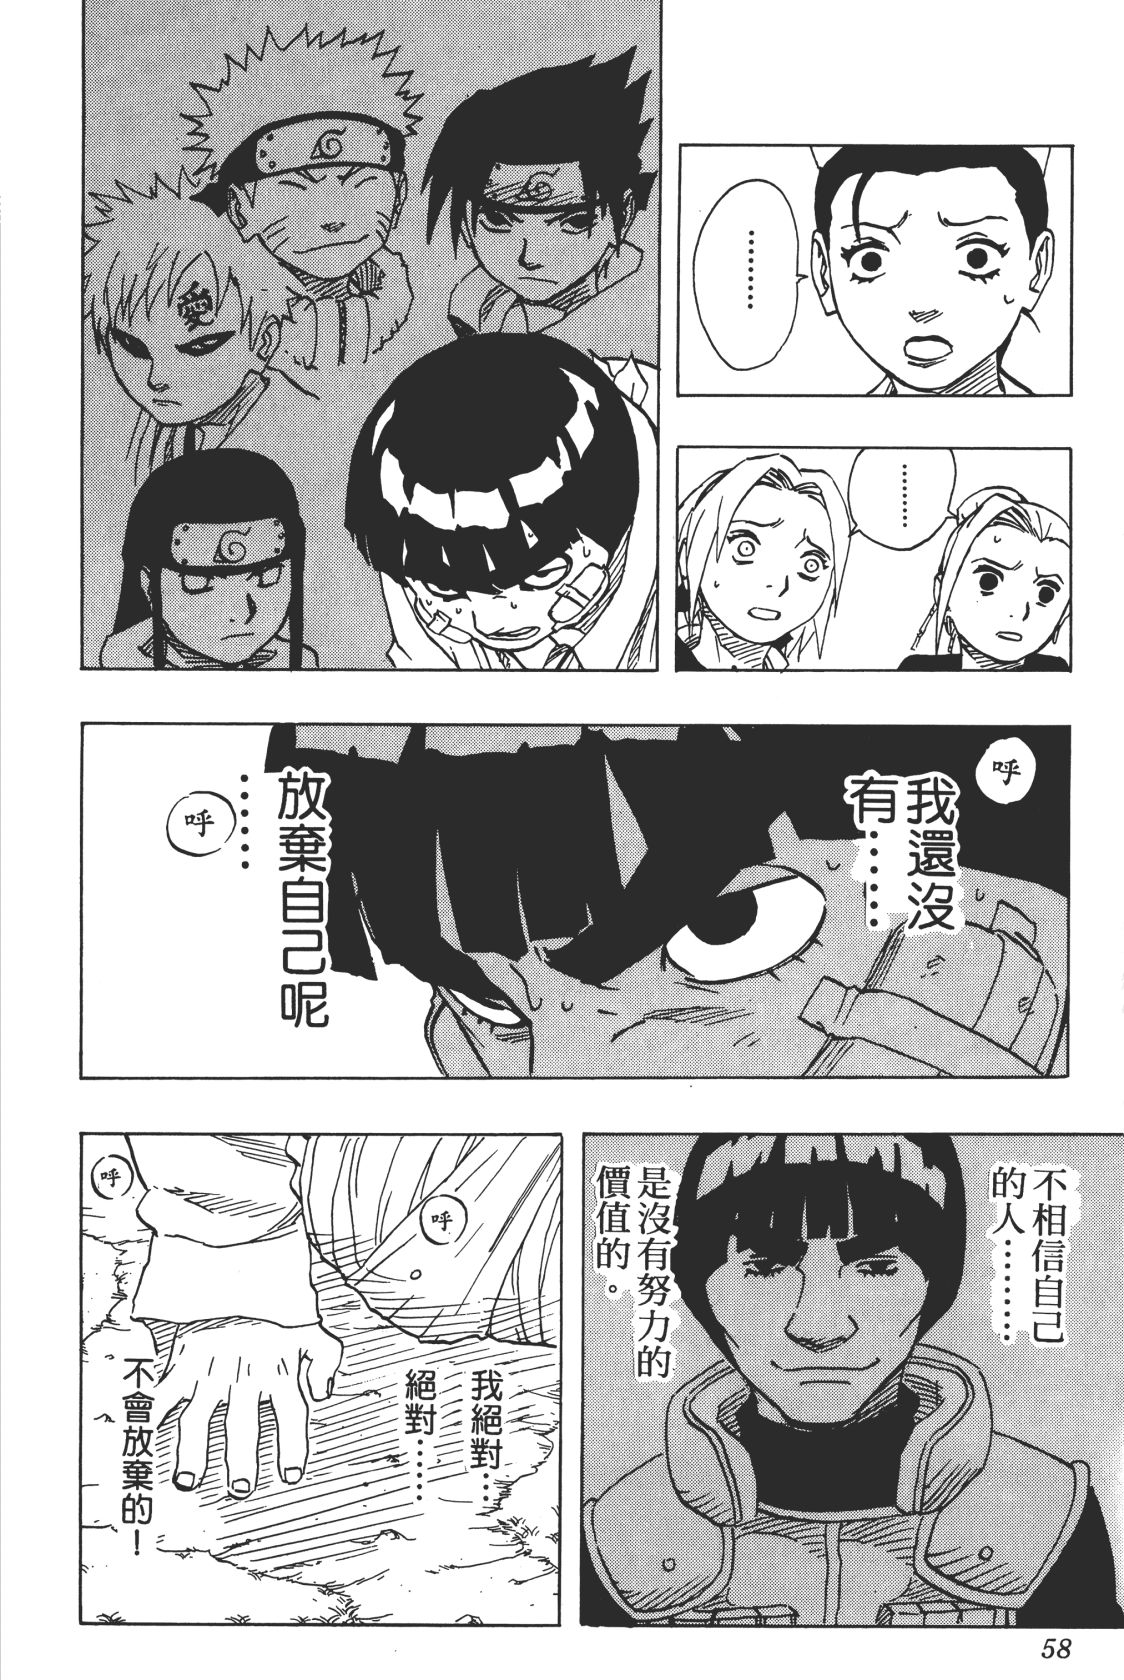 ………
………
愛
呼
我還沒
有……
放棄自己呢
……
呼
不相信自己
的人………
是沒有努力的
價值的。
呼
我絕對…
絕對……
不會放棄的！
呼
58